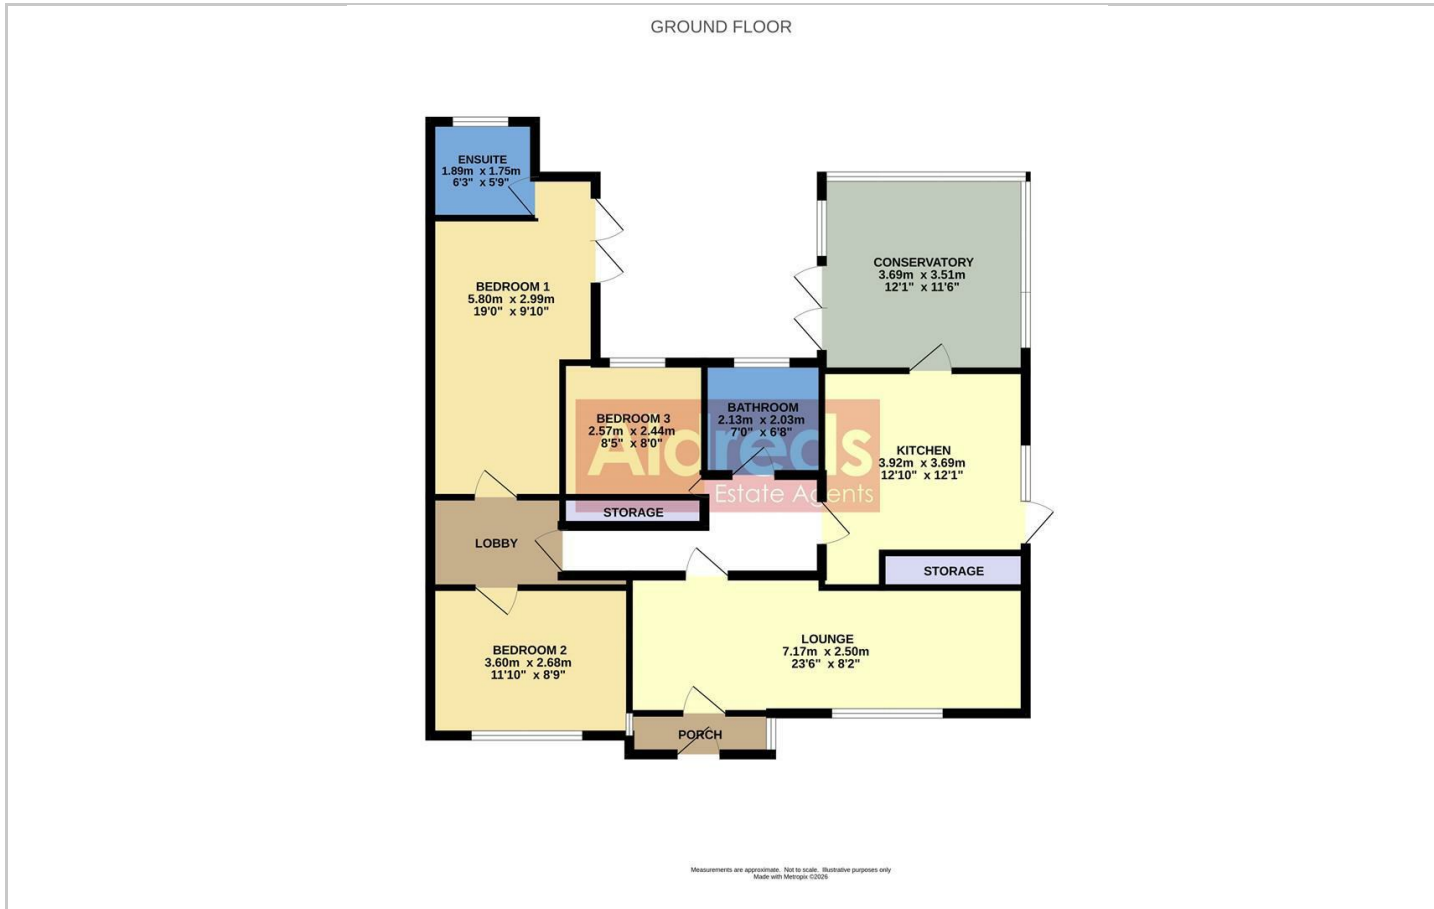 GROUND FLOOR
ENSUITE
1.89m x 1.75m
6'3" x 5'9"
BEDROOM 1
5.80m x 2.99m
19'0" x 9'10"
CONSERVATORY
3.69m x 3.51m
12'1" x 11'6"
BEDROOM 3
2.57m x 2.44m
8'5" x 8'0"
BATHROOM
2.13m x 2.03m
7'0" x 6'8"
KITCHEN
3.92m x 3.69m
12'10" x 12'1"
Aldreds
Estate Agents
STORAGE
LOBBY
STORAGE
BEDROOM 2
3.60m x 2.68m
11'10" x 8'9"
LOUNGE
7.17m x 2.50m
23'6" x 8'2"
PORCH
Measurements are approximate. Not to scale. Illustrative purposes only
Made with Metropix ©2026